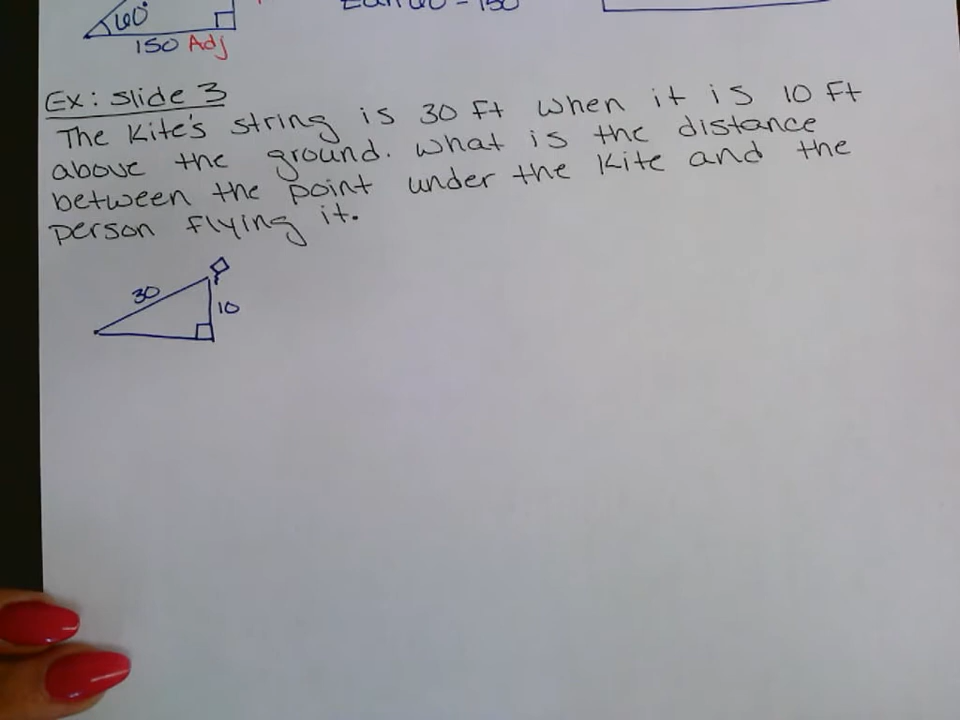 60°
150 Adj
Ex: slide 3
The Kite's string is 30 Ft when it is 10 Ft
above the ground. What is the distance
between the point under the Kite and the
person flying it.
30
10